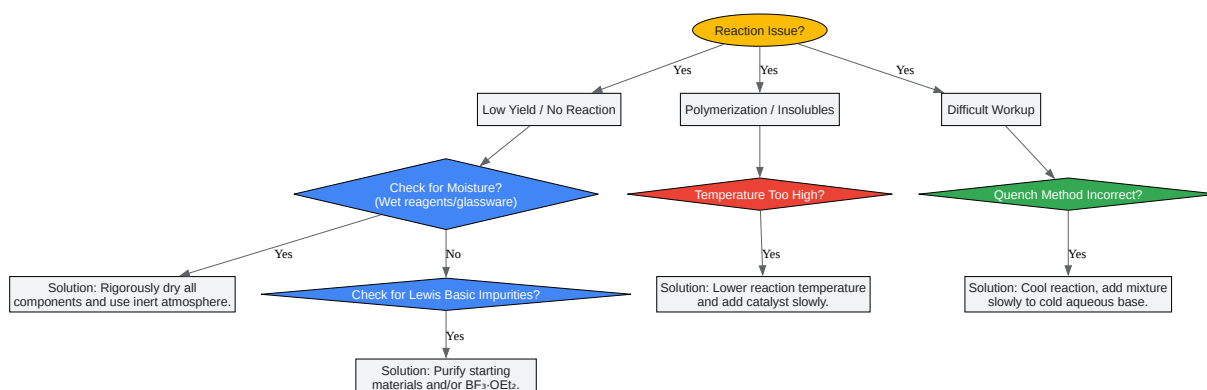 Reaction Issue?
Yes
Yes
Yes
Low Yield / No Reaction
Polymerization / Insolubles
Difficult Workup
Check for Moisture?
(Wet reagents/glassware)
Temperature Too High?
Quench Method Incorrect?
Yes
No
Yes
Yes
Solution: Rigorously dry all
components and use inert atmosphere.
Check for Lewis Basic Impurities?
Solution: Lower reaction temperature
and add catalyst slowly.
Solution: Cool reaction, add mixture
slowly to cold aqueous base.
Yes
Solution: Purify starting
materials and/or BF₃·OEt₂.